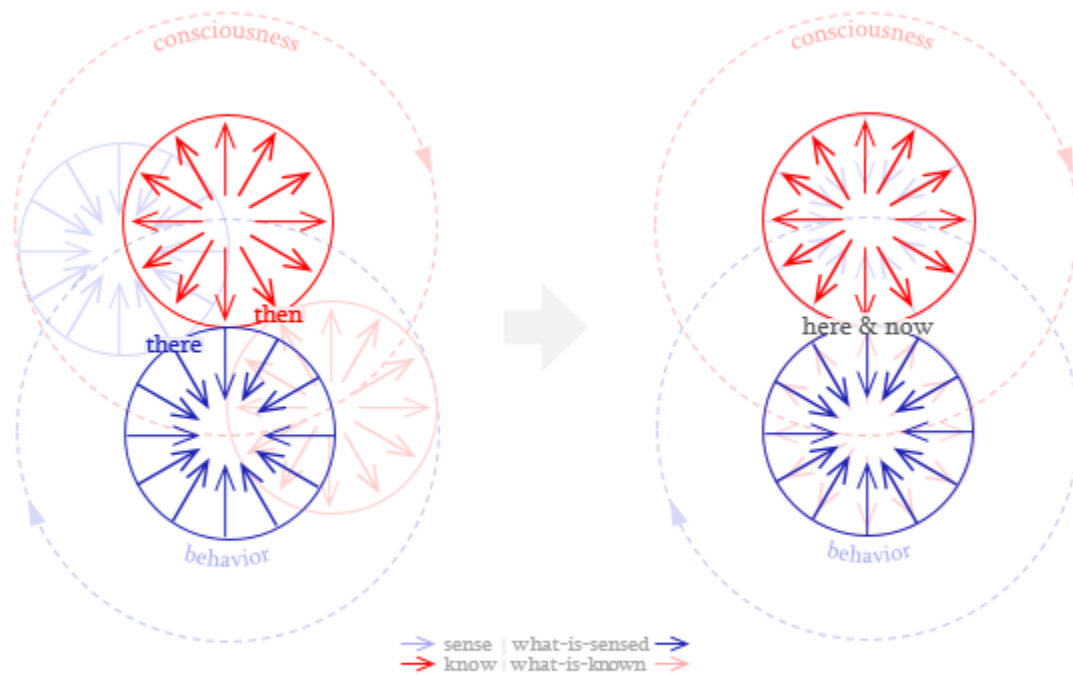 consciousness
consciousness
then
there
here & now
behavior
behavior
sense | what-is-sensed
know | what-is-known